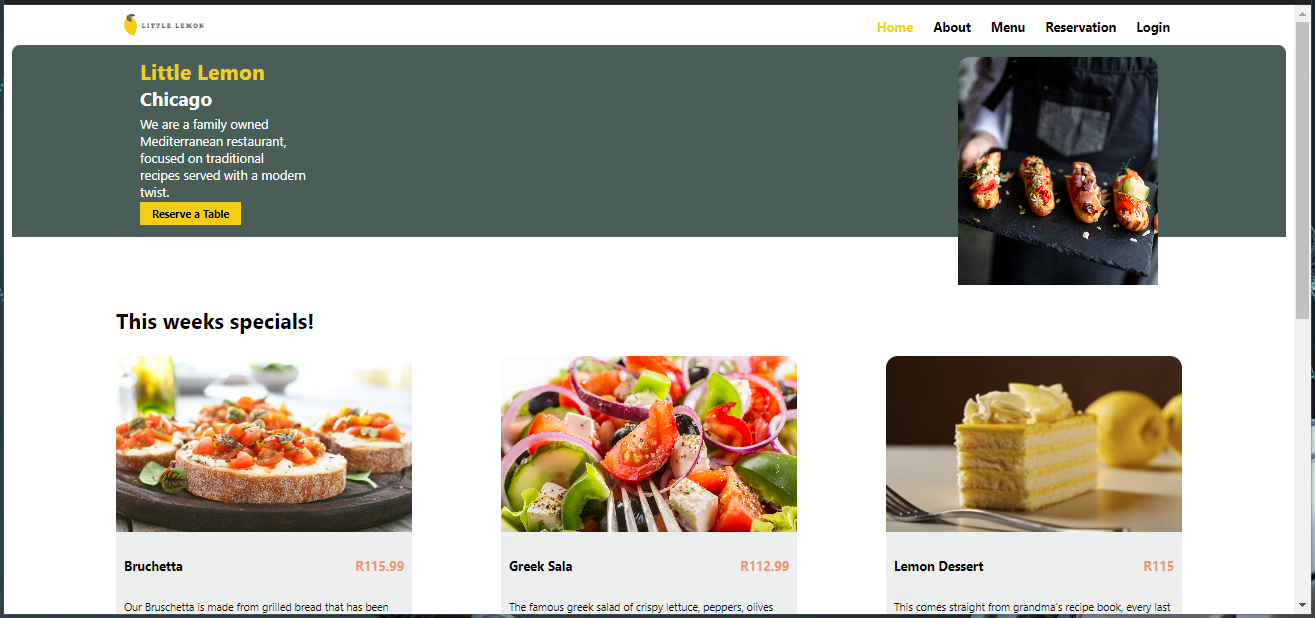 LITTLE LEMON
Home About Menu Reservation Login
Little Lemon
Chicago
We are a family owned
Mediterranean restaurant,
focused on traditional
recipes served with a modern
twist.
Reserve a Table
This weeks specials!
Bruchetta R115.99
Greek Sala R112.99
Lemon Dessert R115
Our Bruschetta is made from grilled bread that has been
The famous greek salad of crispy lettuce, peppers, olives
This comes straight from grandma's recipe book, every last